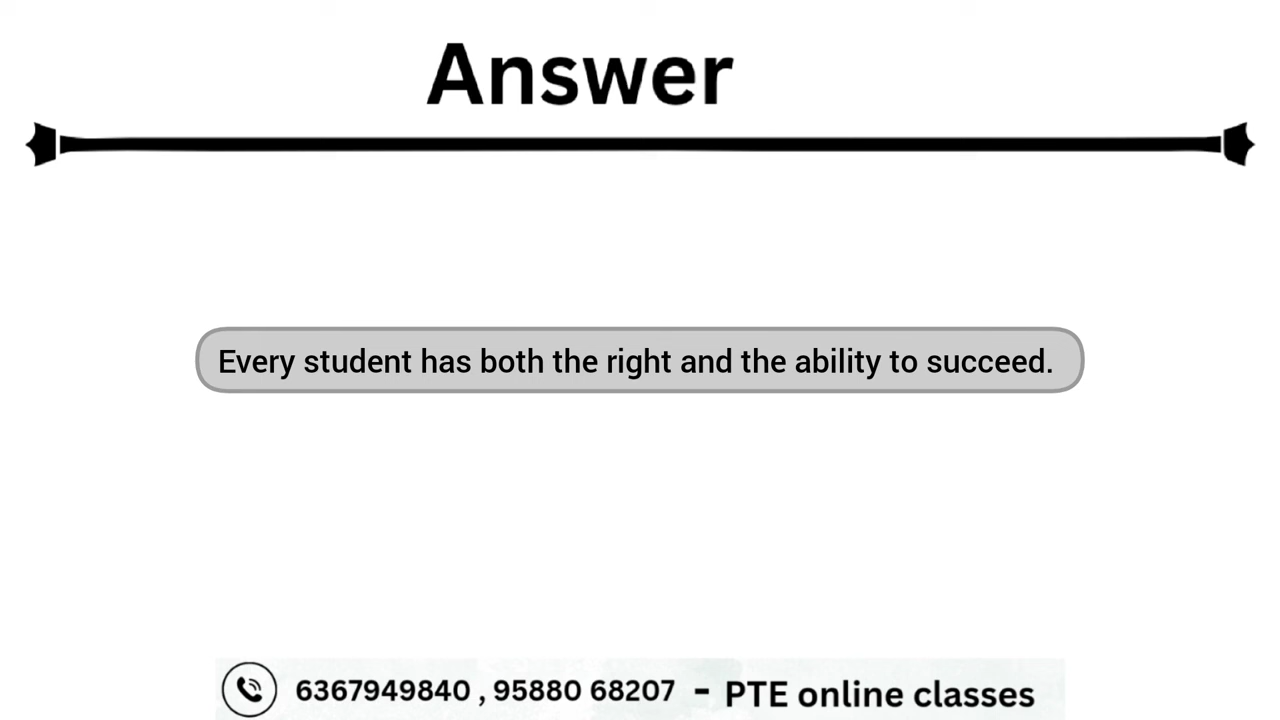 Answer
Every student has both the right and the ability to succeed.
6367949840 , 95880 68207 - PTE online classes